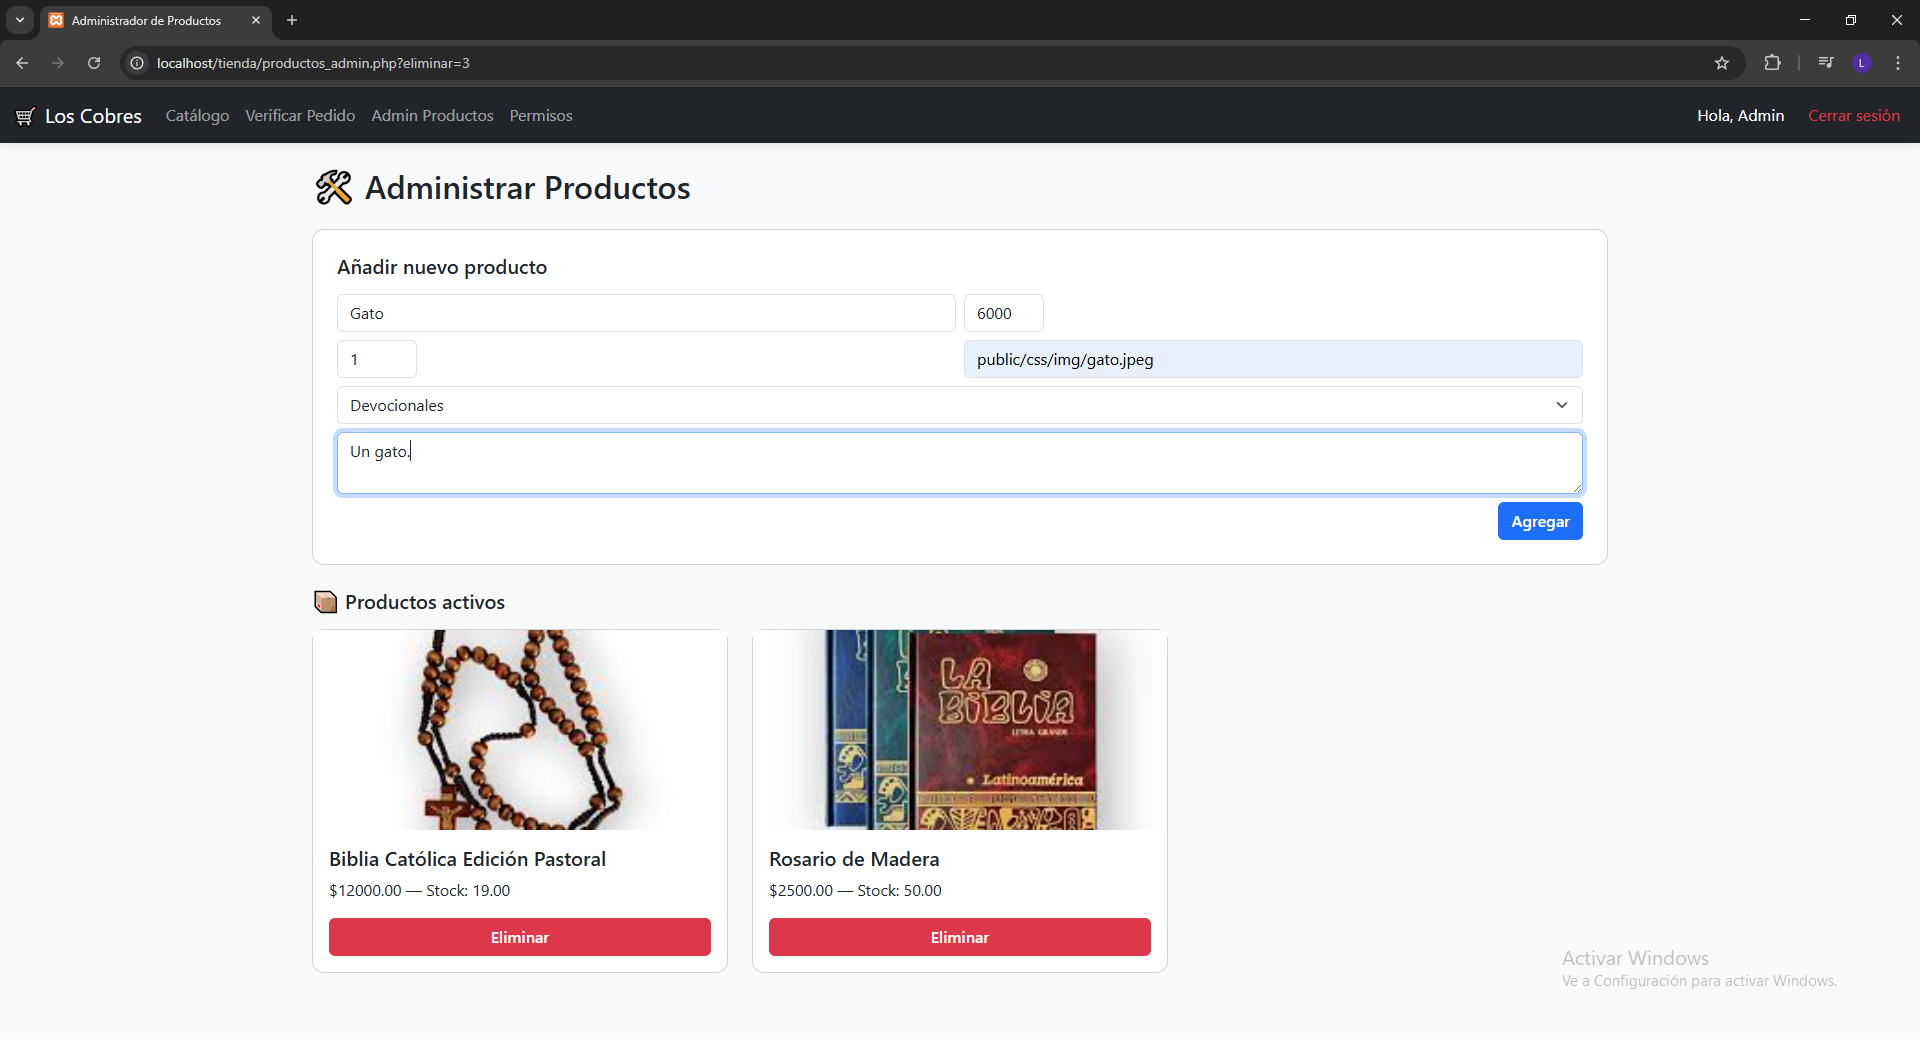 Administrador de Productos
localhost/tienda/productos_admin.php?eliminar=3
L
Los Cobres Catálogo Verificar Pedido Admin Productos Permisos Hola, Admin Cerrar sesión
Administrar Productos
Añadir nuevo producto
Gato 6000
1 public/css/img/gato.jpeg
Devocionales
Un gato.
Agregar
Productos activos
LA
BIBLIA
LETRA GRANDE
Latinoamérica
Biblia Católica Edición Pastoral
$12000.00 — Stock: 19.00
Eliminar
Rosario de Madera
$2500.00 — Stock: 50.00
Eliminar
Activar Windows
Ve a Configuración para activar Windows.